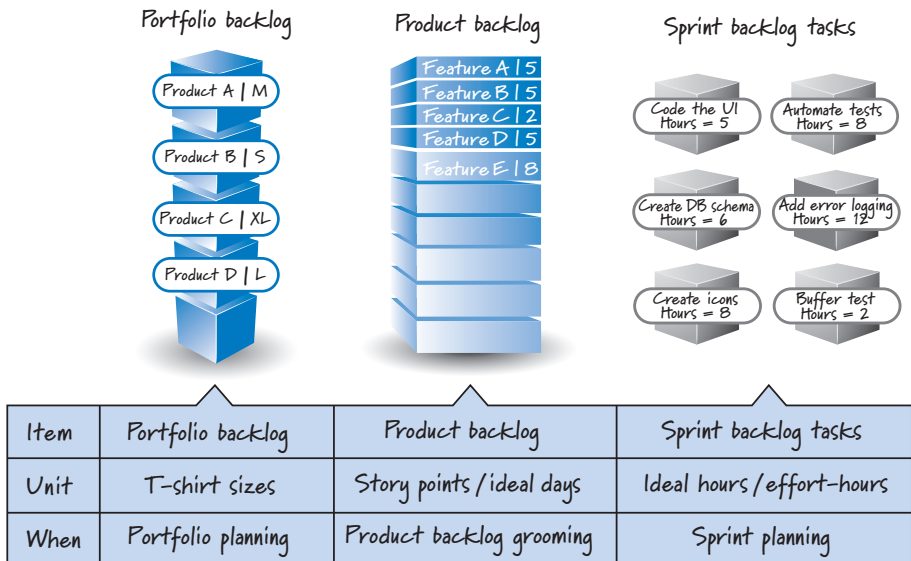 Portfolio backlog
Product A | M
Product B | S
Product C | XL
Product D | L
Product backlog
Feature A | 5
Feature B | 5
Feature C | 2
Feature D | 5
Feature E | 8
Sprint backlog tasks
Code the UI
Hours = 5
Automate tests
Hours = 8
Create DB schema
Hours = 6
Add error logging
Hours = 12
Create icons
Hours = 8
Buffer test
Hours = 2
Item Portfolio backlog Product backlog Sprint backlog tasks
Unit T-shirt sizes Story points/ideal days Ideal hours/effort-hours
When Portfolio planning Product backlog grooming Sprint planning